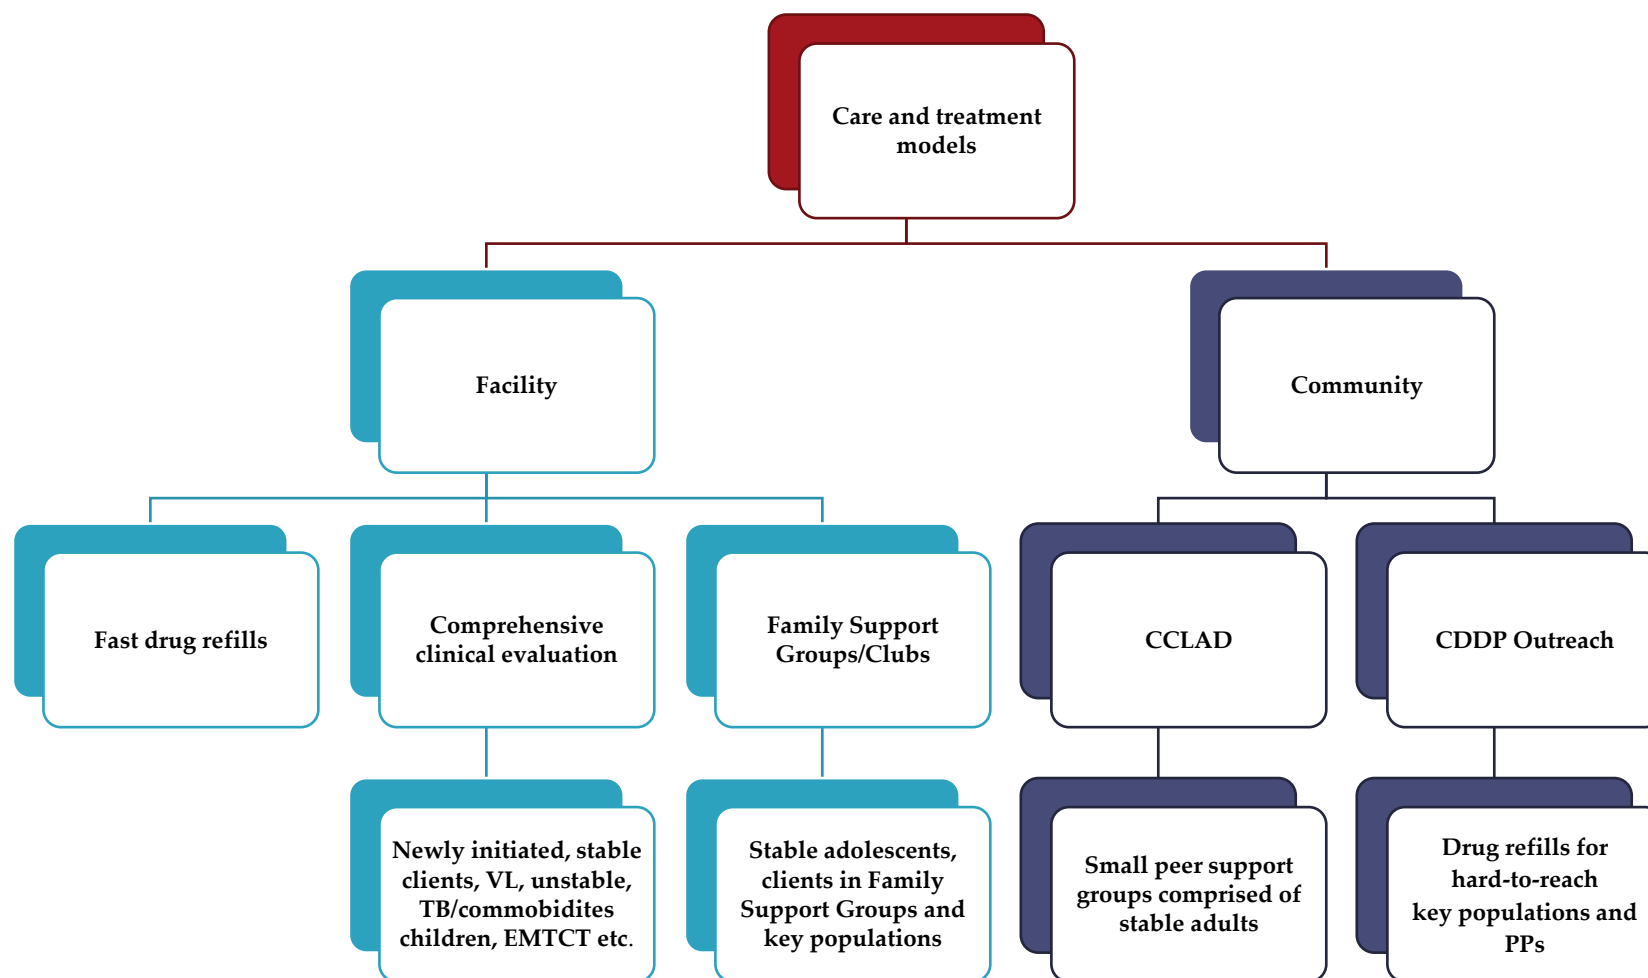 Care and treatment
models
Facility
Community
Fast drug refills
Comprehensive
clinical evaluation
Family Support
Groups/Clubs
CCLAD
CDDP Outreach
Newly initiated, stable
clients, VL, unstable,
TB/commobidites
children, EMTCT etc.
Stable adolescents,
clients in Family
Support Groups and
key populations
Small peer support
groups comprised of
stable adults
Drug refills for
hard-to-reach
key populations and
PPs